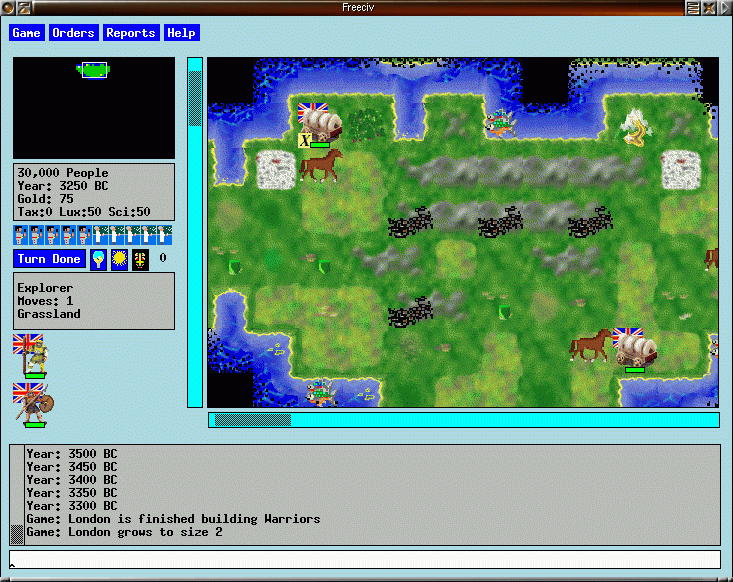 Freeciv
Game Orders Reports Help
30,000 People
Year: 3250 BC
Gold: 75
Tax:0 Lux:50 Sci:50
Turn Done 0
Explorer
Moves: 1
Grassland
X
Year: 3500 BC
Year: 3450 BC
Year: 3400 BC
Year: 3350 BC
Year: 3300 BC
Game: London is finished building Warriors
Game: London grows to size 2